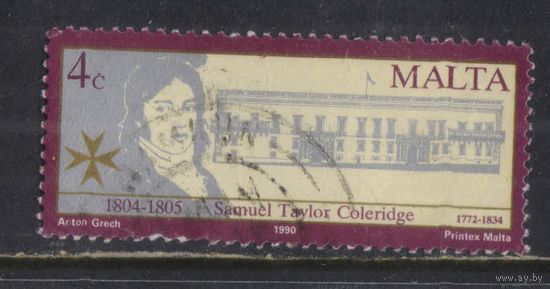 4c MALTA
1804-1805 Samuel Taylor Coleridge 1772-1834
Anton Grech 1990 Printex Malta
www.ay.by